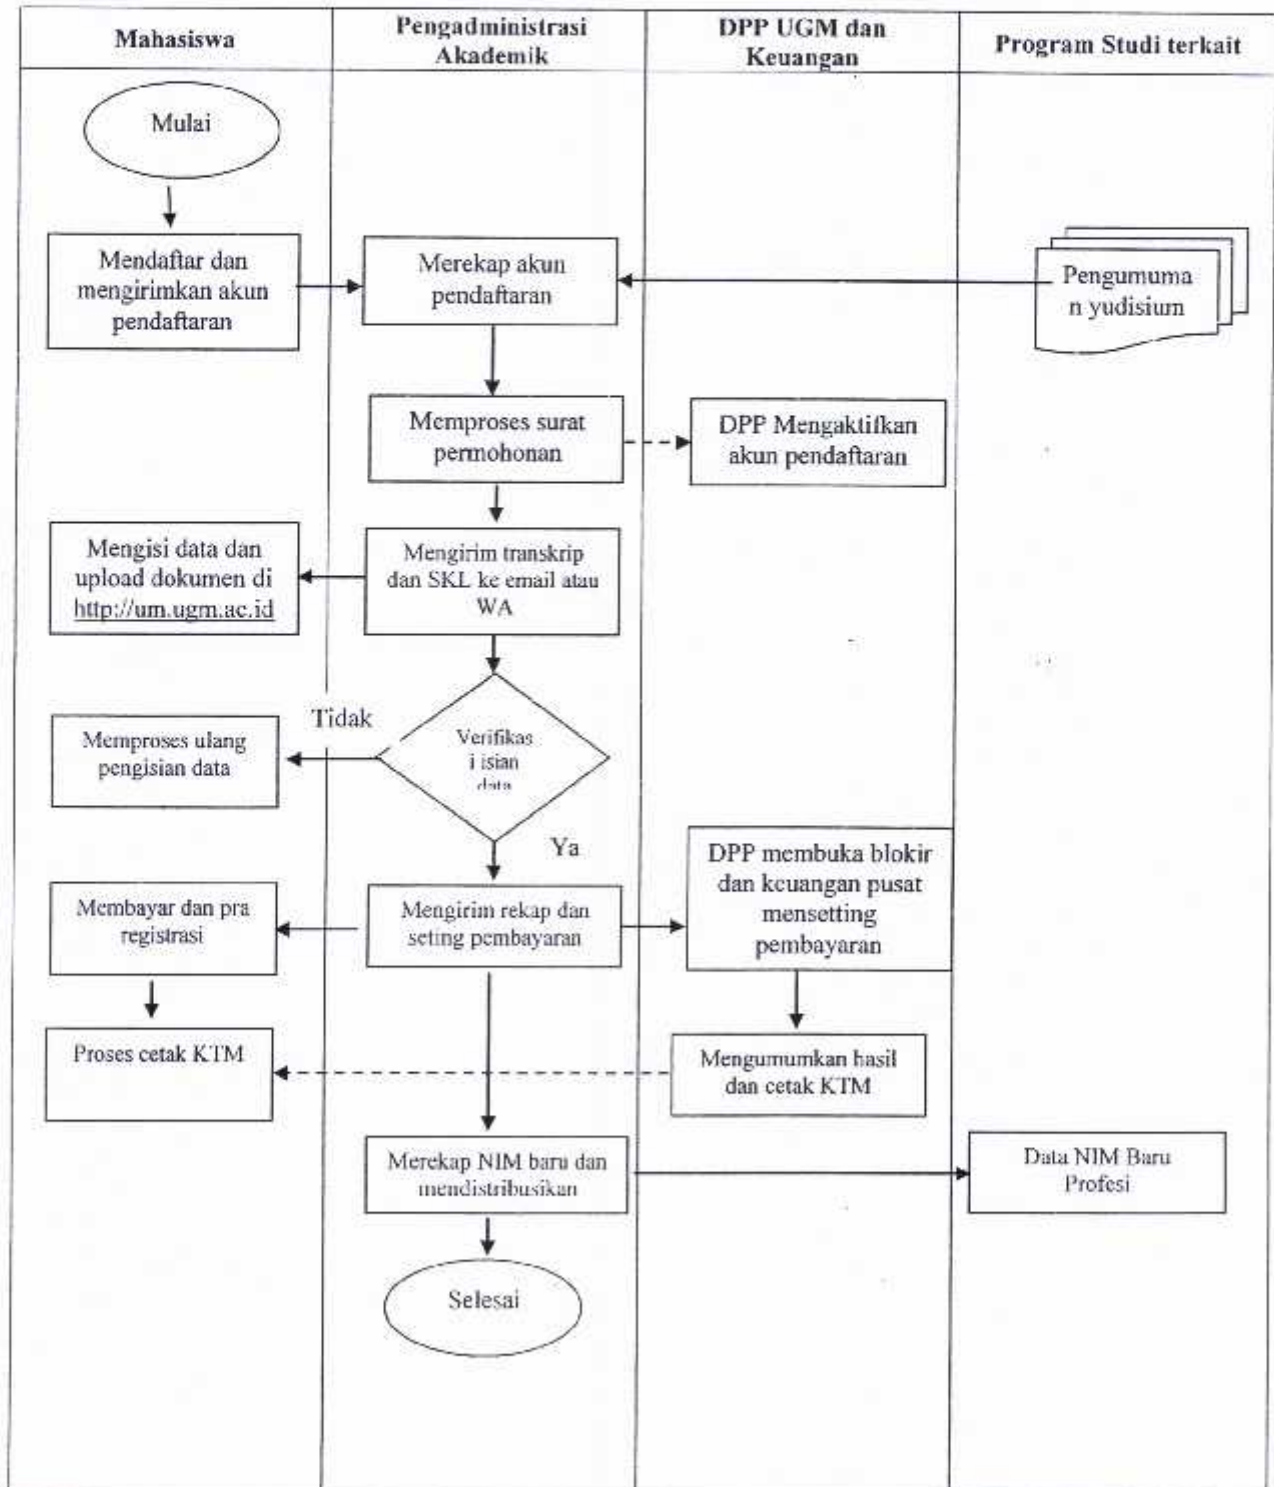 Mahasiswa
Pengadministrasi
Akademik
DPP UGM dan
Keuangan
Program Studi terkait
Mulai
Mendaftar dan
mengirimkan akun
pendaftaran
Merekap akun
pendaftaran
Pengumuma
n yudisium
Memproses surat
permohonan
DPP Mengaktifkan
akun pendaftaran
Mengisi data dan
upload dokumen di
http://um.ugm.ac.id
Mengirim transkrip
dan SKL ke email atau
WA
Tidak
Memproses ulang
pengisian data
Verifikas
i isian
data
Ya
DPP membuka blokir
dan keuangan pusat
mensetting
pembayaran
Membayar dan pra
registrasi
Mengirim rekap dan
seting pembayaran
Proses cetak KTM
Mengumumkan hasil
dan cetak KTM
Merekap NIM baru dan
mendistribusikan
Data NIM Baru
Profesi
Selesai